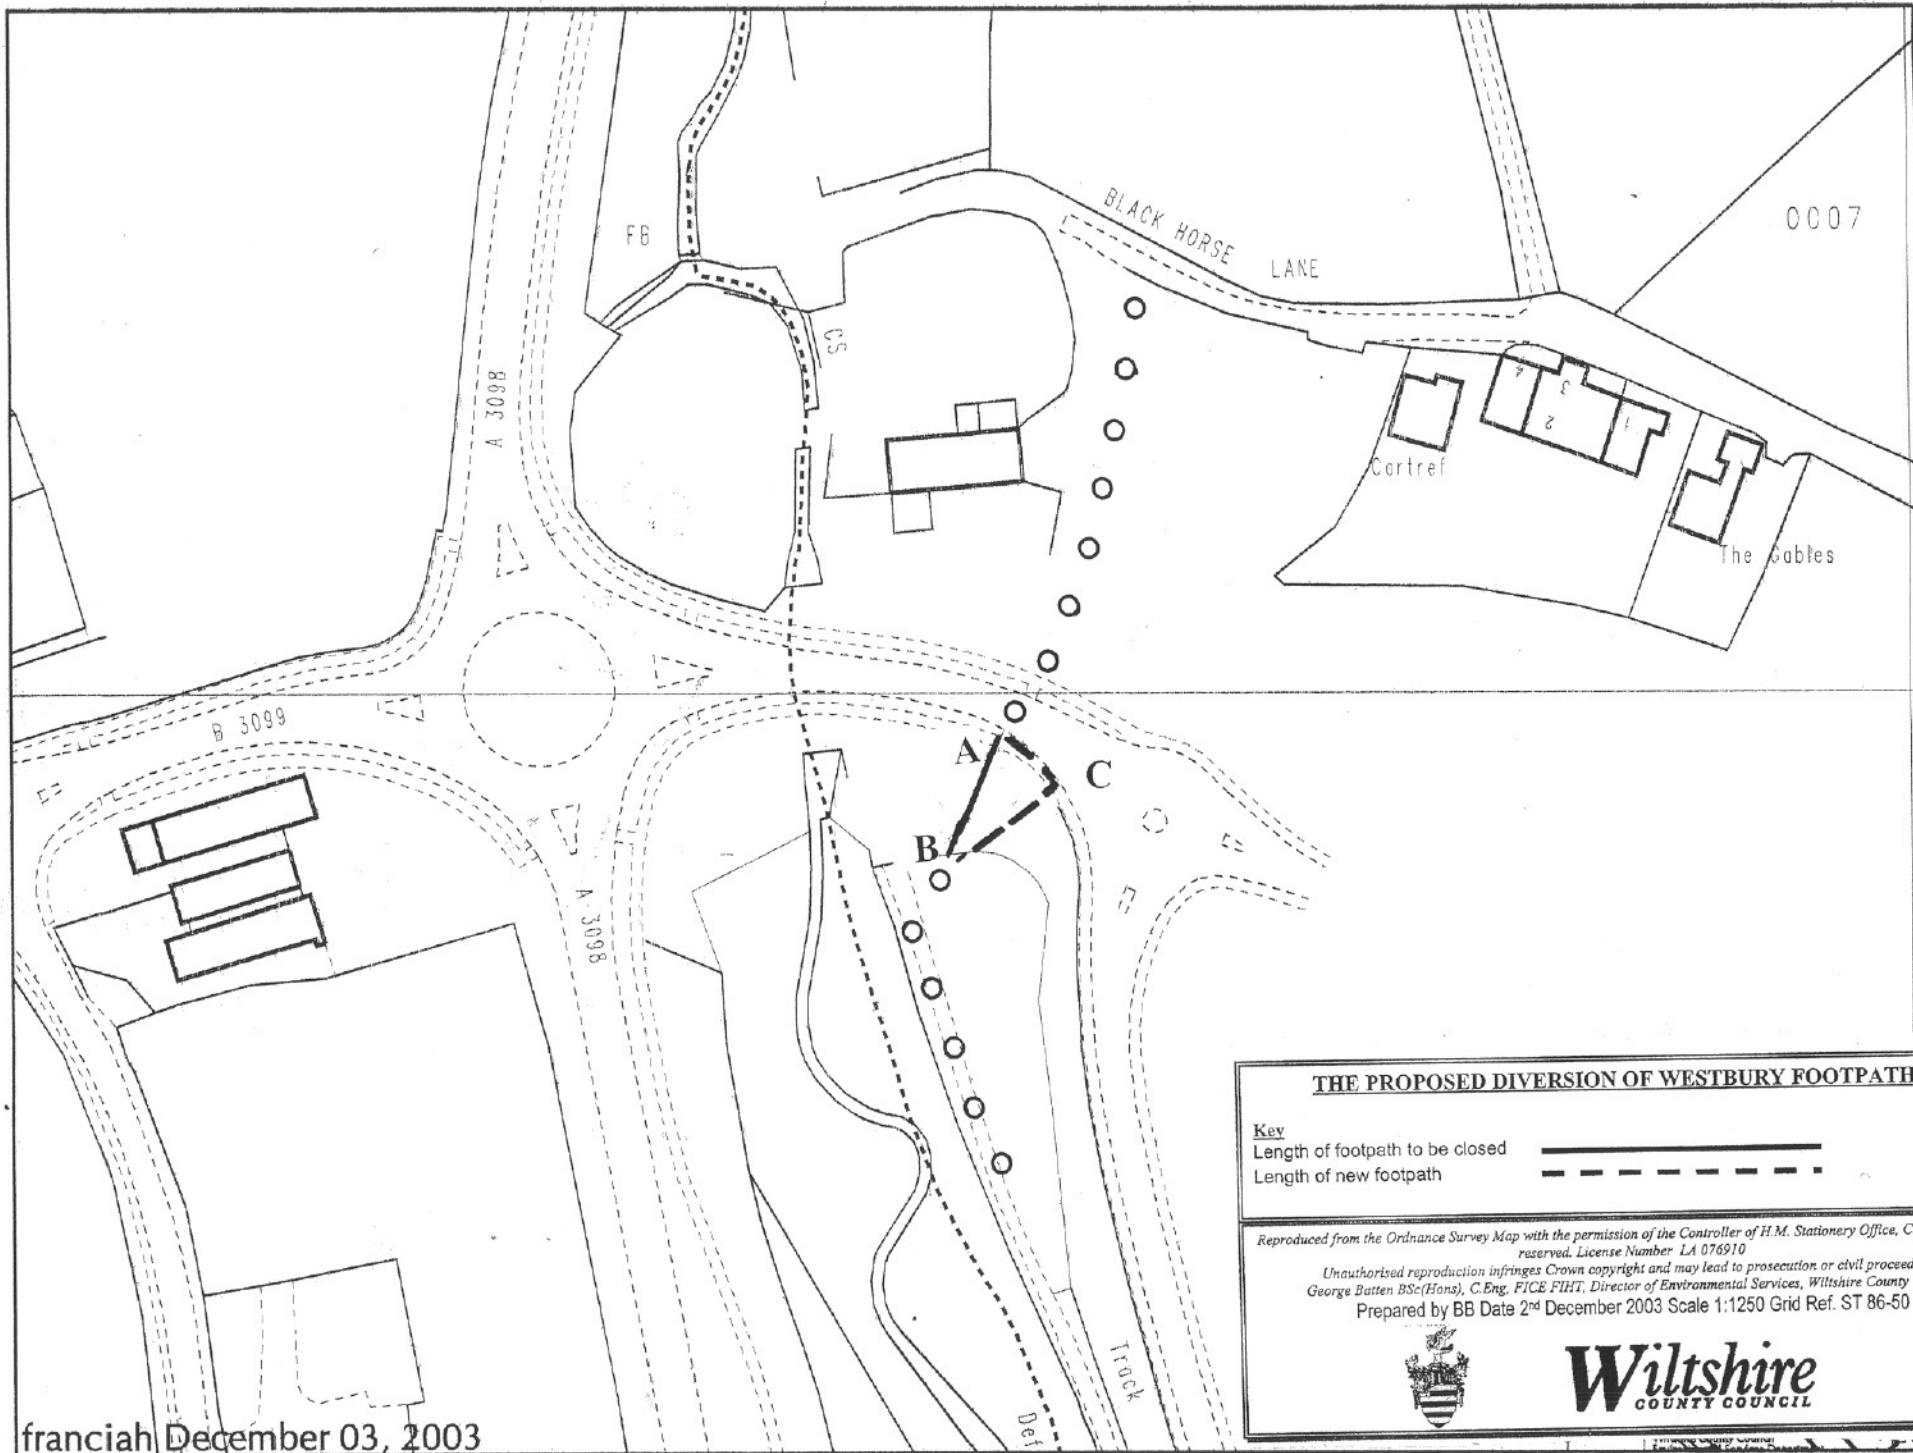 BLACK HORSE LANE
0007
FB
CS
A 3098
4
3
2
1
Cartref
The Gables
B 3099
A
C
B
A 3098
THE PROPOSED DIVERSION OF WESTBURY FOOTPATH
Key
Length of footpath to be closed
Length of new footpath
Reproduced from the Ordnance Survey Map with the permission of the Controller of H.M. Stationery Office, C
reserved. License Number LA 076910
Unauthorised reproduction infringes Crown copyright and may lead to prosecution or civil proceed
George Batten BSc(Hons), C.Eng, FICE FIHT, Director of Environmental Services, Wiltshire County
Prepared by BB Date 2nd December 2003 Scale 1:1250 Grid Ref. ST 86-50
Track
Def
Wiltshire
COUNTY COUNCIL
franciah December 03, 2003